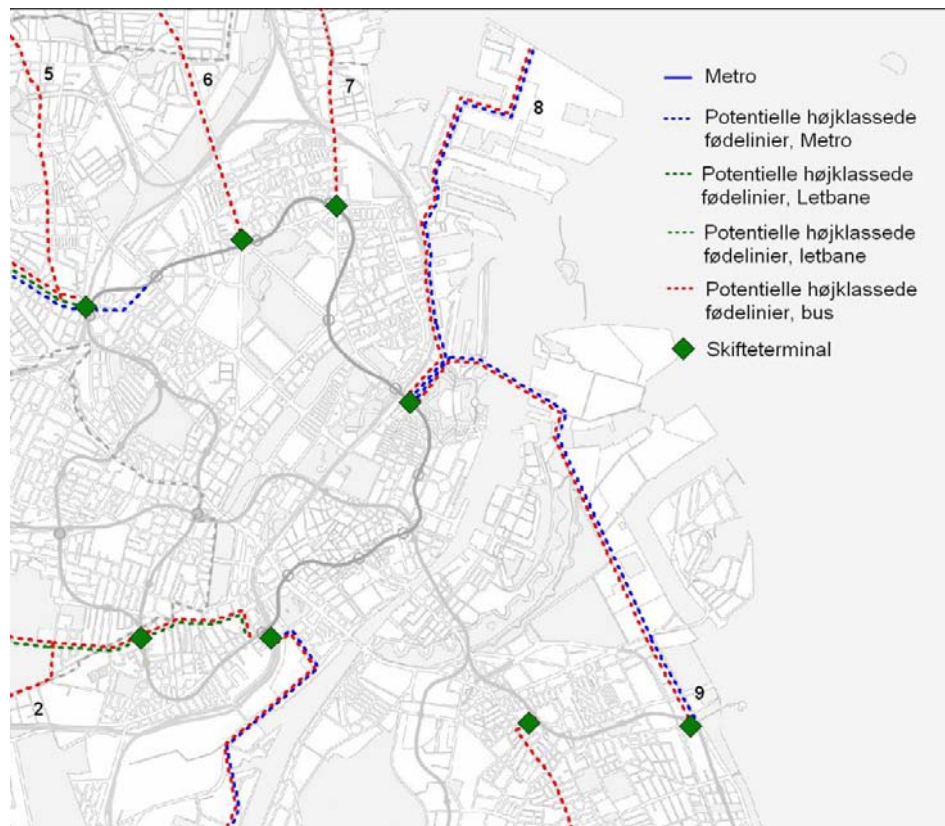 5
6
7
8
Metro
Potentielle højklassede
fødelinier, Metro
Potentielle højklassede
fødelinier, Letbane
Potentielle højklassede
fødelinier, letbane
Potentielle højklassede
fødelinier, bus
Skifteterminal
9
2